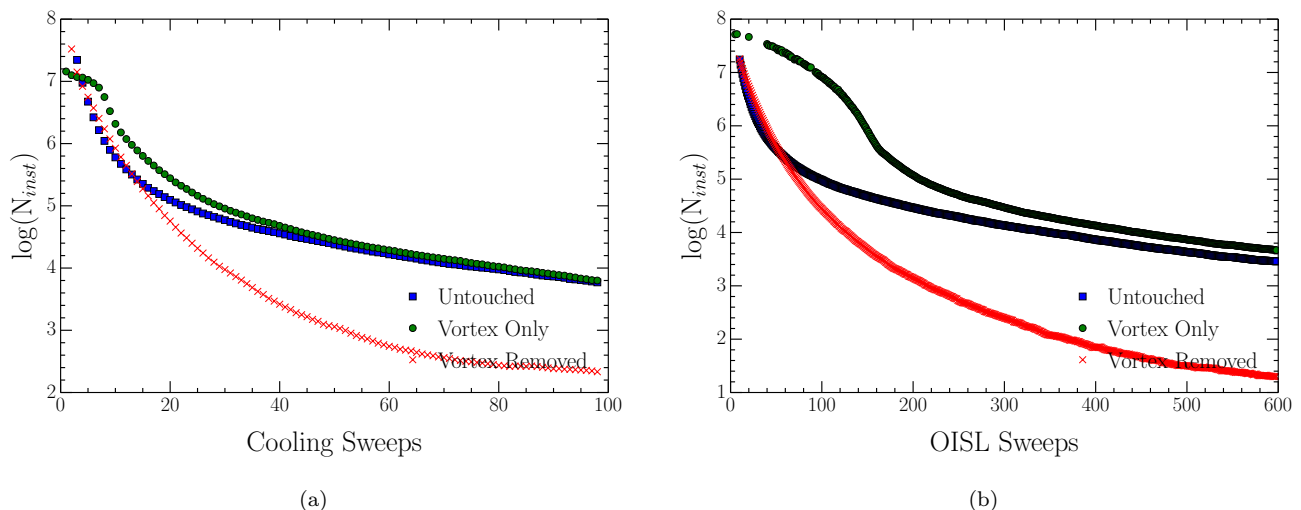 8
7
6
5
4
3
2
log(N_inst)
0 20 40 60 80 100
Cooling Sweeps
Untouched
Vortex Only
Vortex Removed
(a)
8
7
6
5
4
3
2
1
log(N_inst)
0 100 200 300 400 500 600
OISL Sweeps
Untouched
Vortex Only
Vortex Removed
(b)